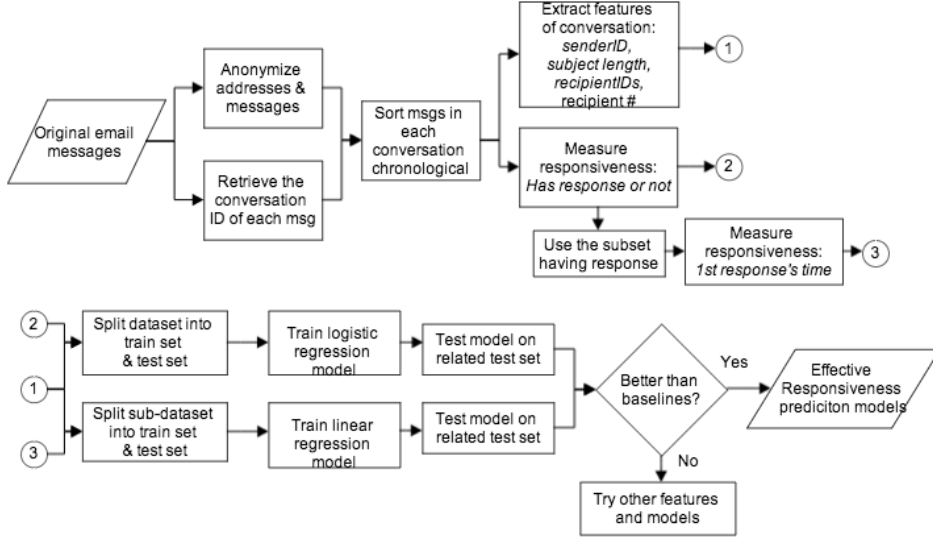 Original email
messages
Anonymize
addresses &
messages
Retrieve the
conversation
ID of each msg
Sort msgs in
each
conversation
chronological
Extract features
of conversation:
senderID,
subject length,
recipientIDs,
recipient #
1
Measure
responsiveness:
Has response or not
2
Use the subset
having response
Measure
responsiveness:
1st response's time
3
2
1
3
Split dataset into
train set
& test set
Train logistic
regression
model
Test model on
related test set
Split sub-dataset
into train set
& test set
Train linear
regression
model
Test model on
related test set
Better than
baselines?
Yes
Effective
Responsiveness
prediciton models
No
Try other features
and models